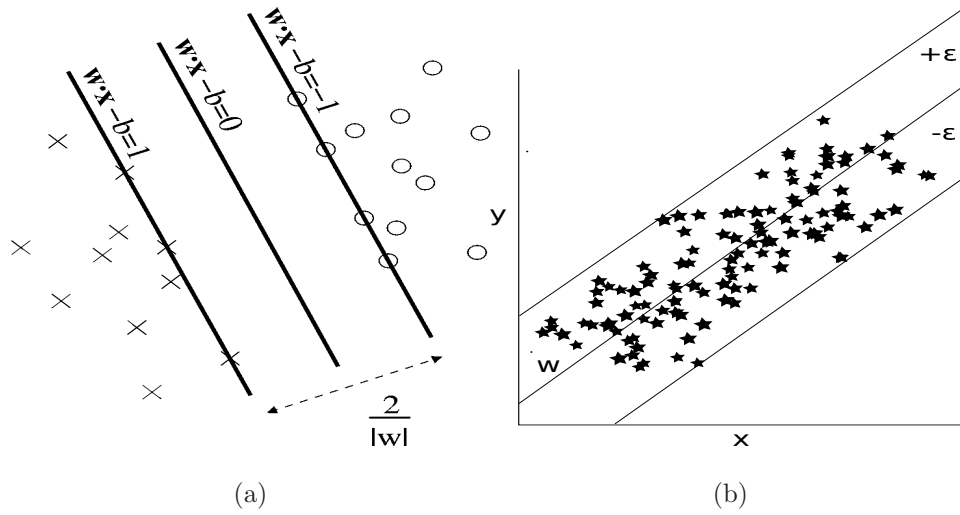 w·x –b=1
w·x –b=0
w·x –b=–1
2
|w|
+ε
-ε
y
w
x
(a)
(b)